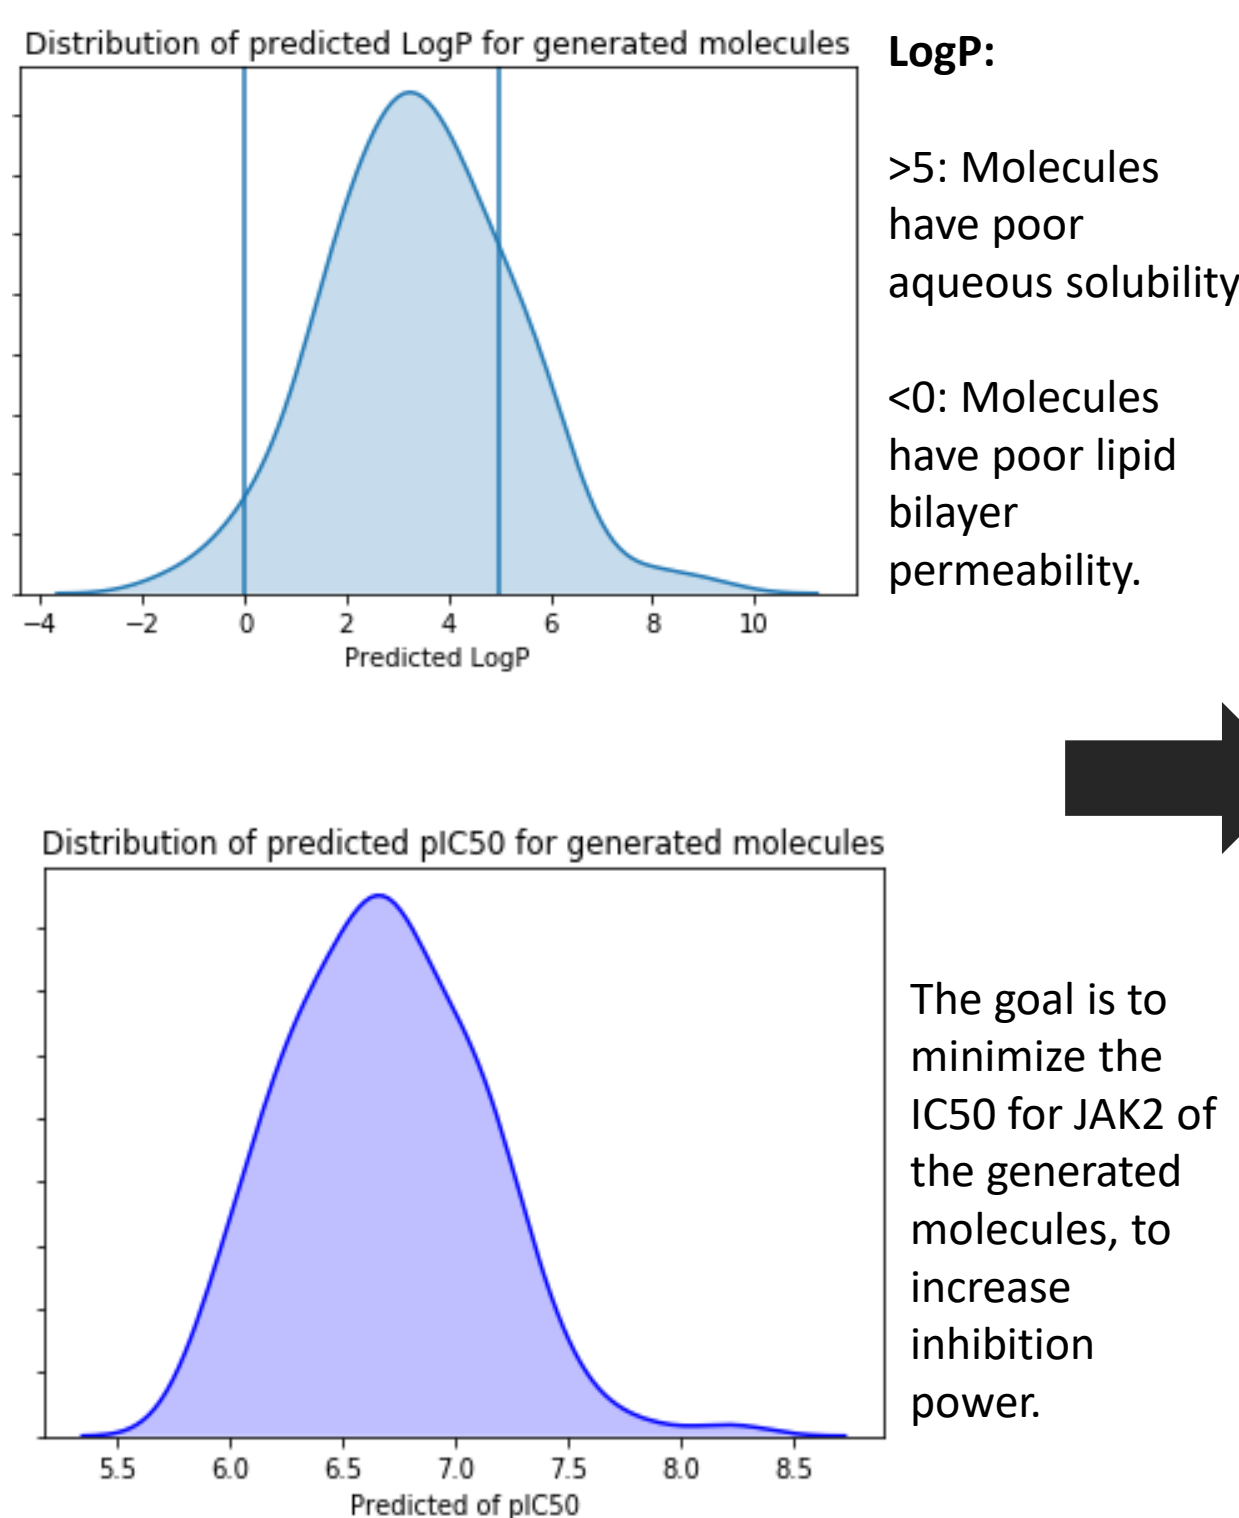 Distribution of predicted LogP for generated molecules
−4 −2 0 2 4 6 8 10
Predicted LogP
LogP:
>5: Molecules
have poor
aqueous solubility
<0: Molecules
have poor lipid
bilayer
permeability.
Distribution of predicted pIC50 for generated molecules
5.5 6.0 6.5 7.0 7.5 8.0 8.5
Predicted of pIC50
The goal is to
minimize the
IC50 for JAK2 of
the generated
molecules, to
increase
inhibition
power.